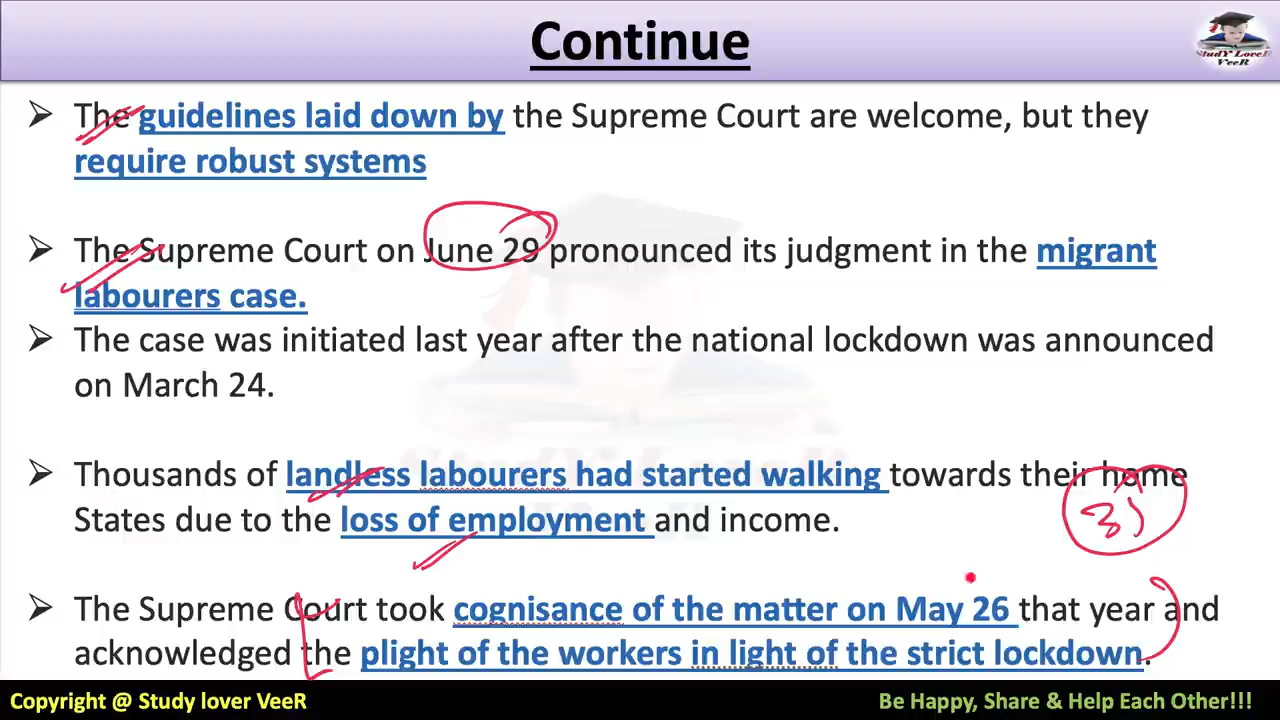 Continue
StudY LoveR
VeeR
➢ The guidelines laid down by the Supreme Court are welcome, but they
require robust systems
➢ The Supreme Court on June 29 pronounced its judgment in the migrant
labourers case.
➢ The case was initiated last year after the national lockdown was announced
on March 24.
➢ Thousands of landless labourers had started walking towards their home
States due to the loss of employment and income.
➢ The Supreme Court took cognisance of the matter on May 26 that year and
acknowledged the plight of the workers in light of the strict lockdown.
Copyright @ Study lover VeeR
Be Happy, Share & Help Each Other!!!